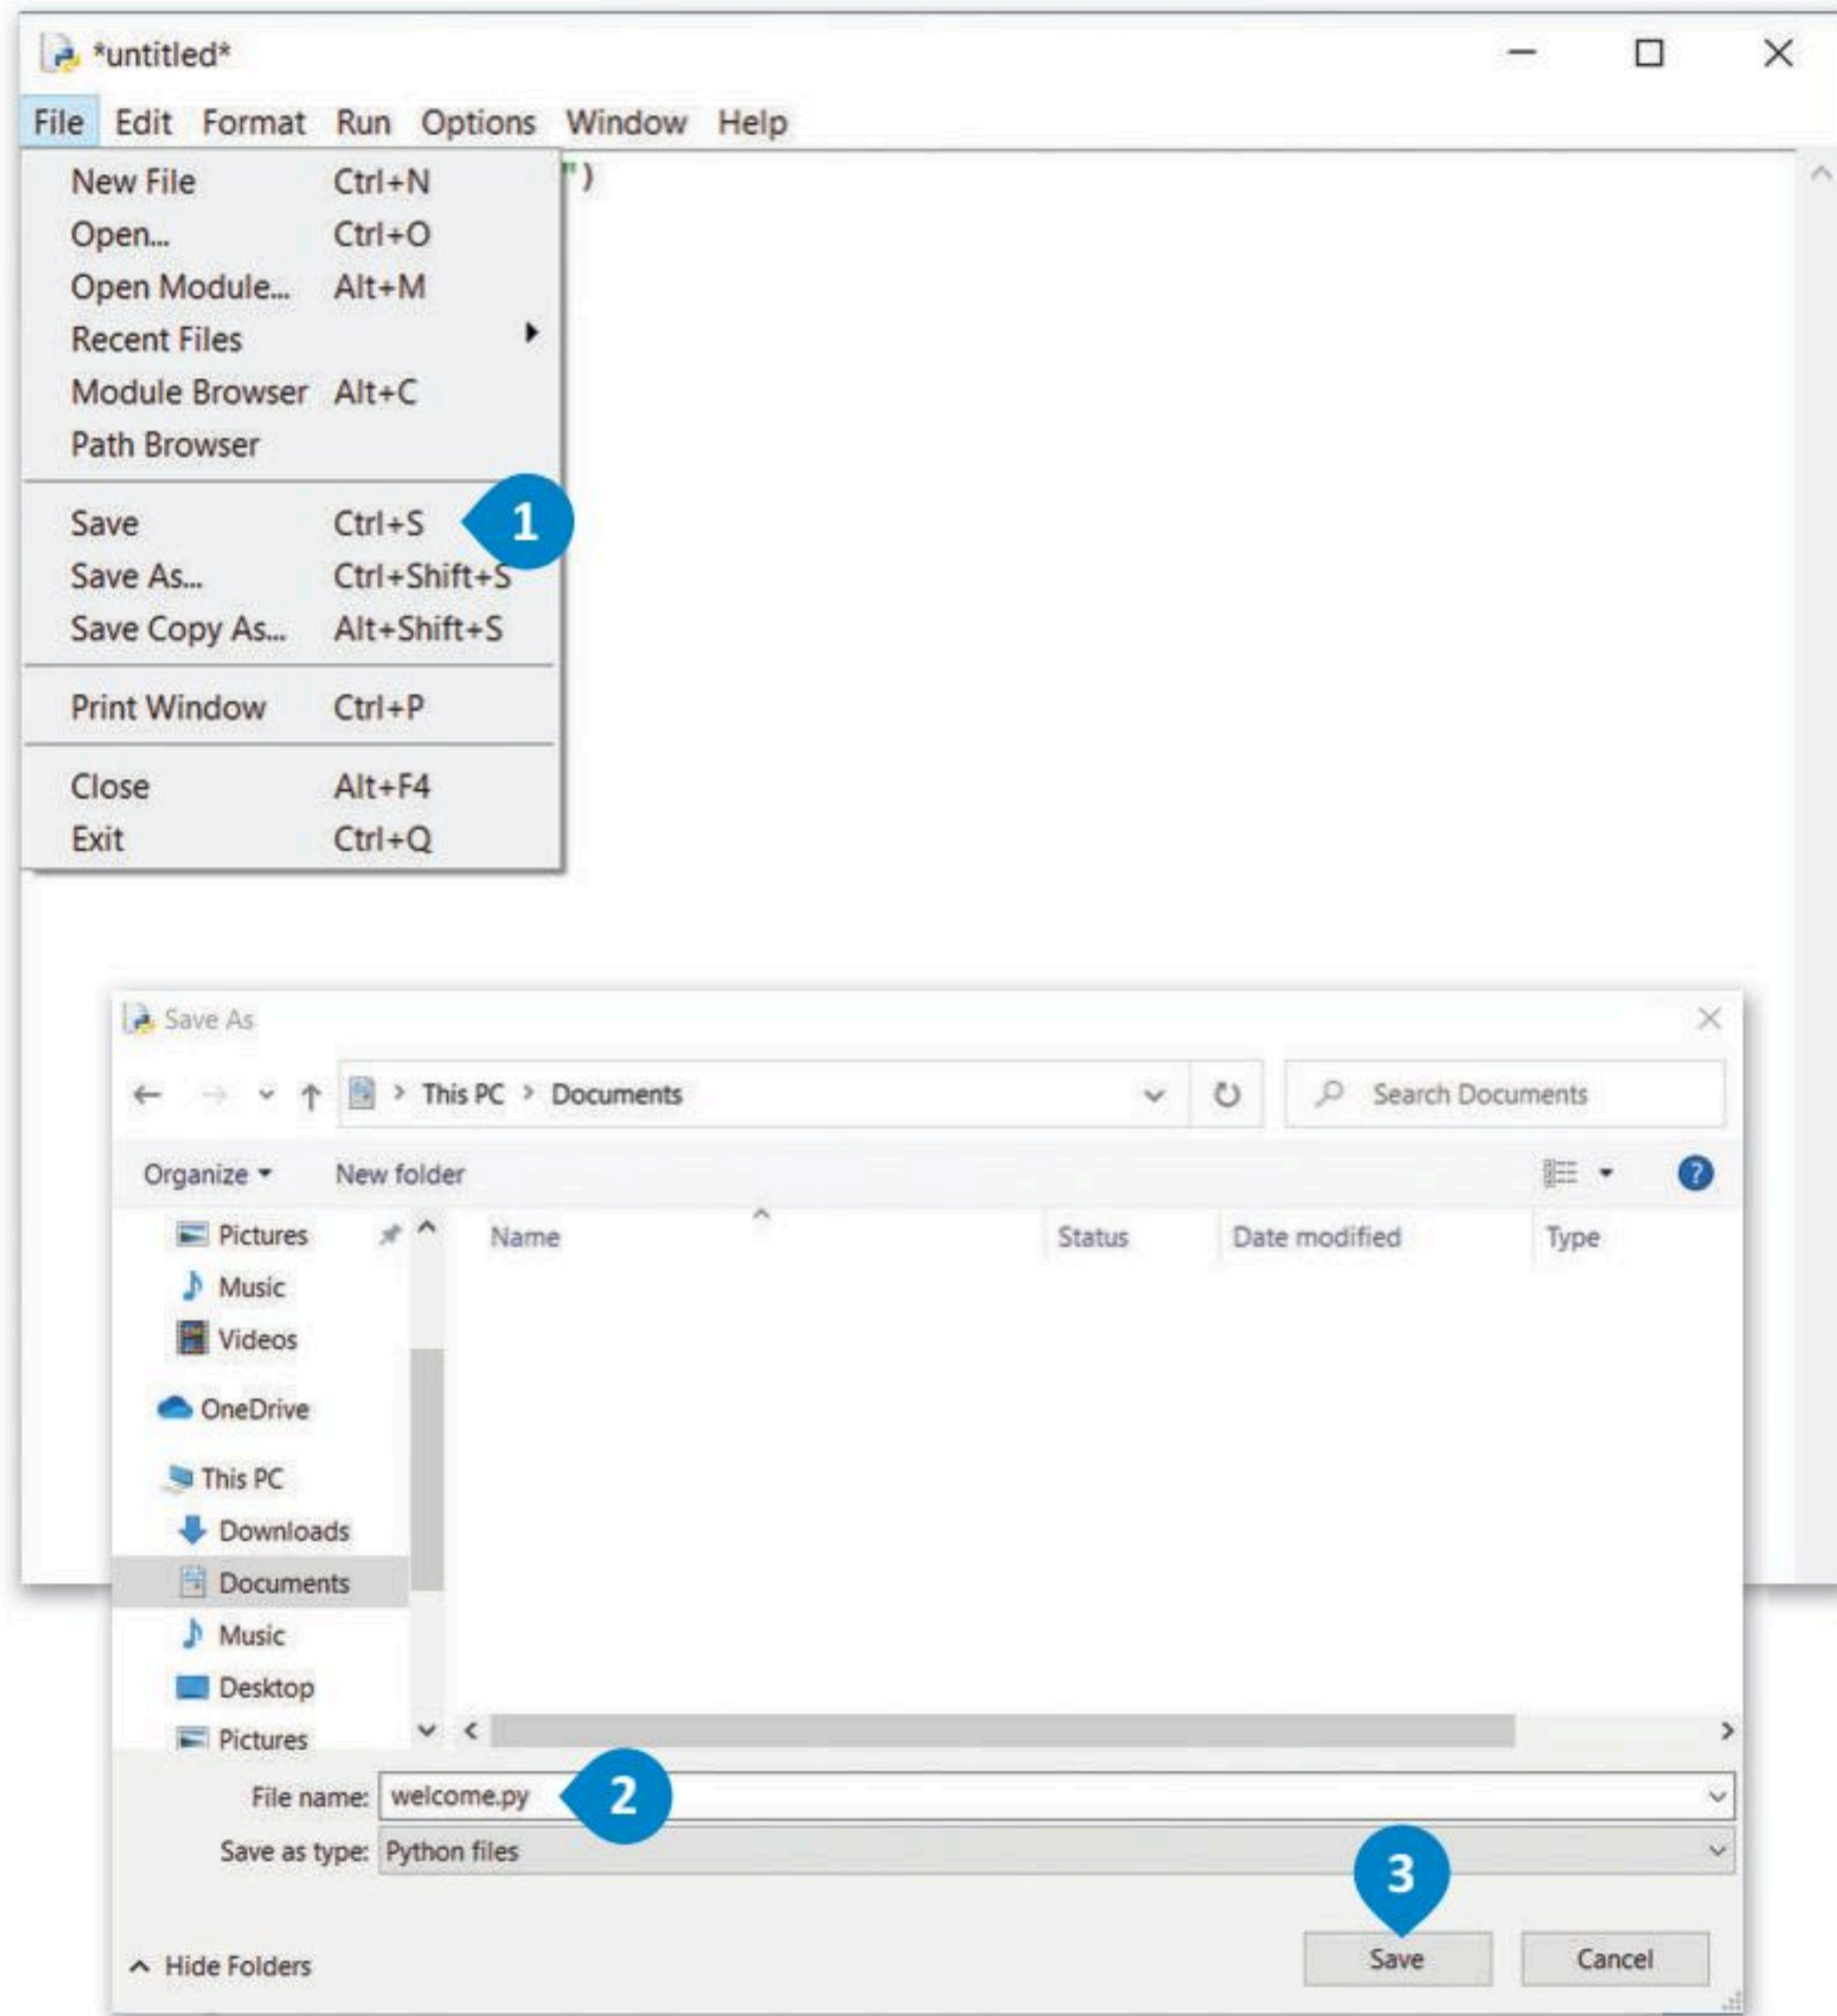 *untitled*
File Edit Format Run Options Window Help
")
New File Ctrl+N
Open... Ctrl+O
Open Module... Alt+M
Recent Files
Module Browser Alt+C
Path Browser
Save Ctrl+S 1
Save As... Ctrl+Shift+S
Save Copy As... Alt+Shift+S
Print Window Ctrl+P
Close Alt+F4
Exit Ctrl+Q
Save As
This PC > Documents Search Documents
Organize New folder ?
Pictures Name Status Date modified Type
Music
Videos
OneDrive
This PC
Downloads
Documents
Music
Desktop
Pictures
File name: welcome.py 2
Save as type: Python files
3
Hide Folders Save Cancel